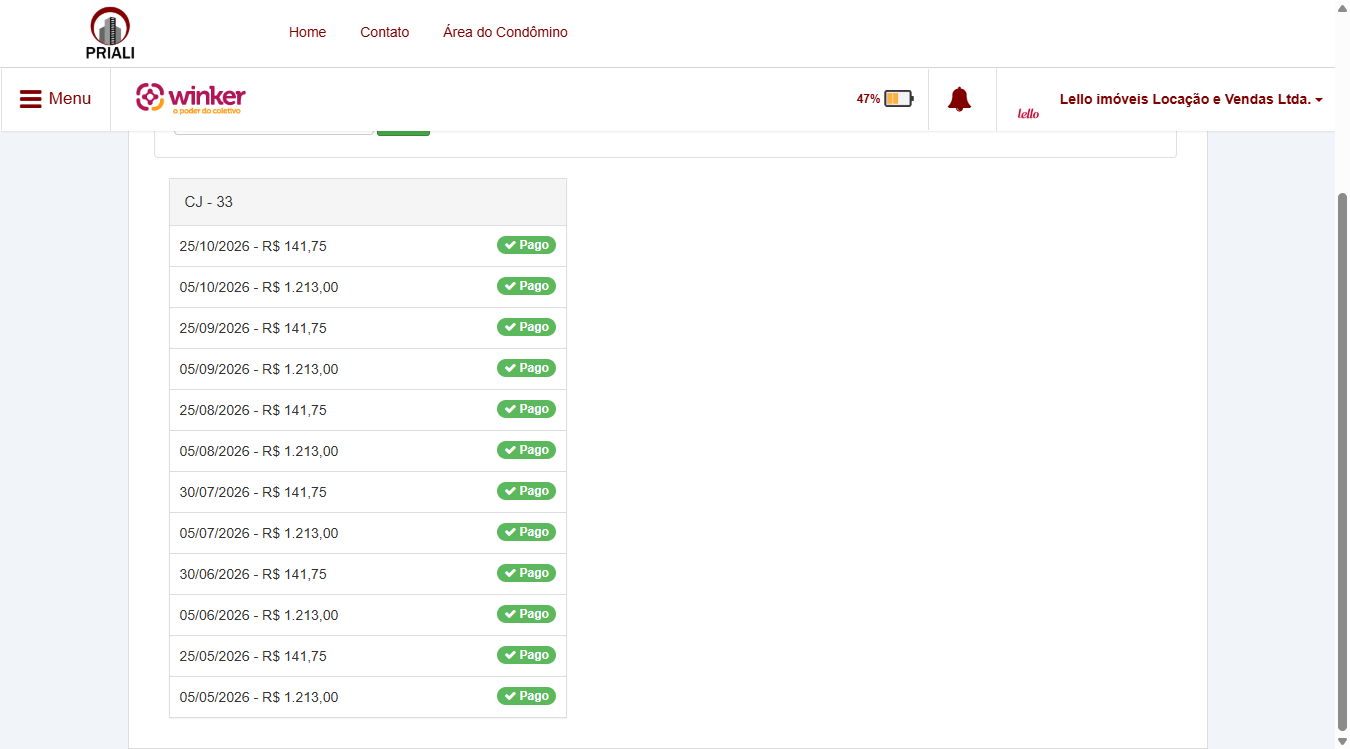 PRIALI
Home
Contato
Área do Condômino
Menu
winker
o poder do coletivo
47%
lello
Lello imóveis Locação e Vendas Ltda.
CJ - 33
25/10/2026 - R$ 141,75 Pago
05/10/2026 - R$ 1.213,00 Pago
25/09/2026 - R$ 141,75 Pago
05/09/2026 - R$ 1.213,00 Pago
25/08/2026 - R$ 141,75 Pago
05/08/2026 - R$ 1.213,00 Pago
30/07/2026 - R$ 141,75 Pago
05/07/2026 - R$ 1.213,00 Pago
30/06/2026 - R$ 141,75 Pago
05/06/2026 - R$ 1.213,00 Pago
25/05/2026 - R$ 141,75 Pago
05/05/2026 - R$ 1.213,00 Pago